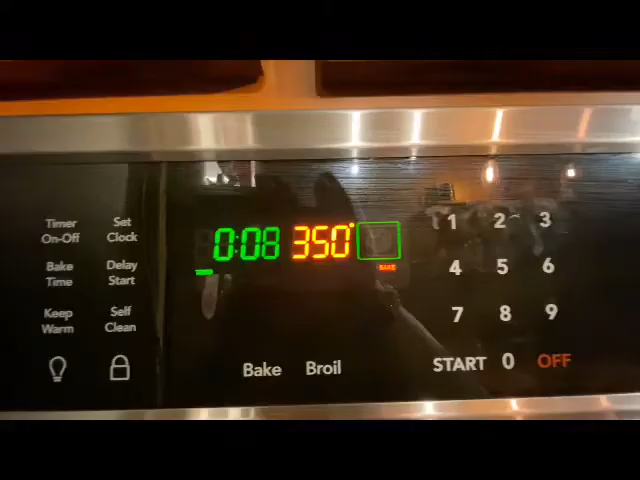 Timer On-Off
Set Clock
0:08 350°
1 2 3
Bake Time
Delay Start
BAKE
4 5 6
Keep Warm
Self Clean
7 8 9
Bake Broil
START 0 OFF